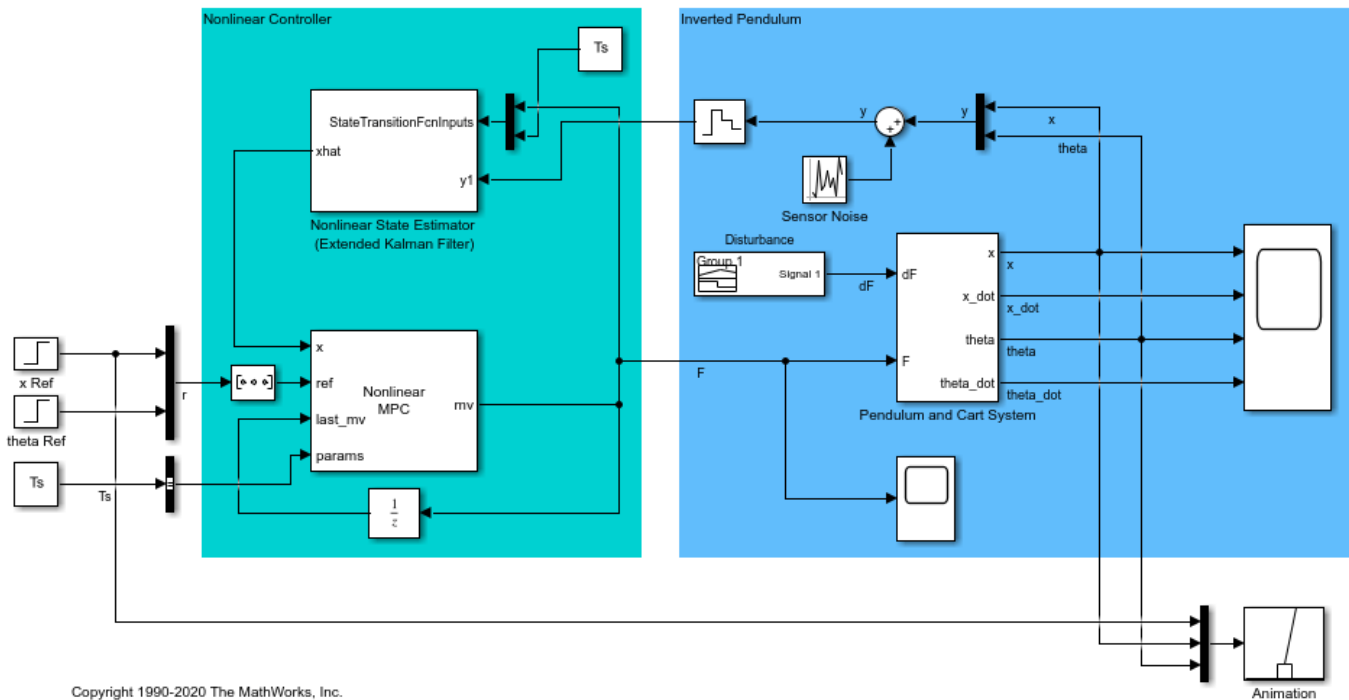 Nonlinear Controller
Ts
StateTransitionFcnInputs
xhat
y1
Nonlinear State Estimator
(Extended Kalman Filter)
x Ref
theta Ref
Ts
Ts
r
x
ref
last_mv
params
Nonlinear
MPC
mv
1
z
F
Inverted Pendulum
y
+
+
y
x
theta
Sensor Noise
Disturbance
Group 1
Signal 1
dF
dF
F
x
x_dot
theta
theta_dot
x
x_dot
theta
theta_dot
Pendulum and Cart System
Animation
Copyright 1990-2020 The MathWorks, Inc.